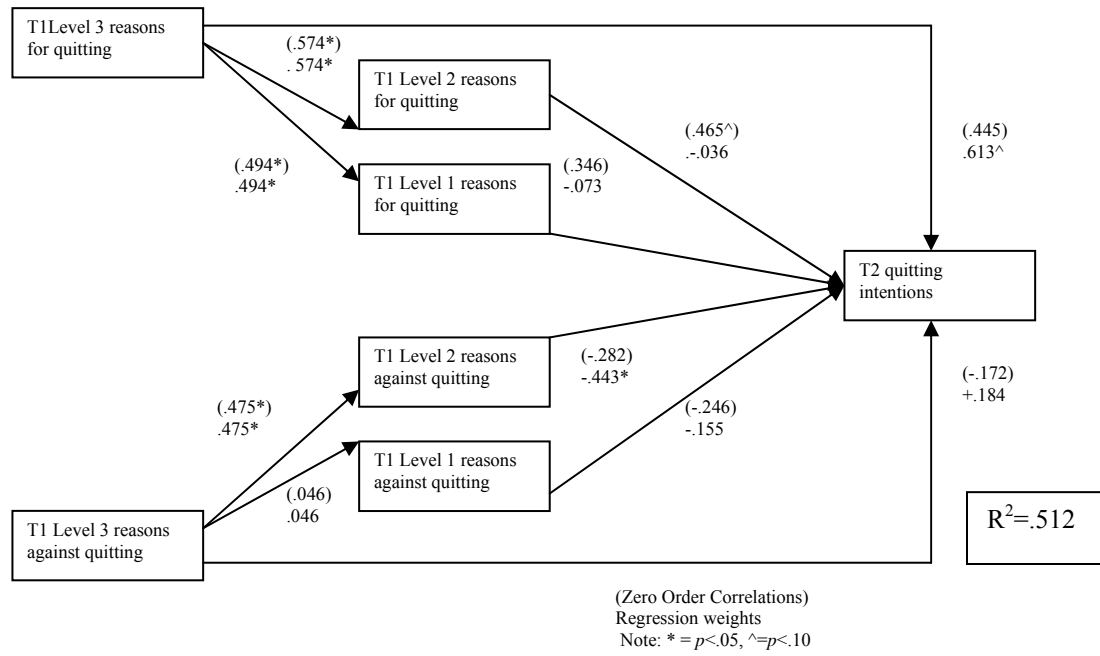 T1Level 3 reasons
for quitting
(.574*)
. 574*
T1 Level 2 reasons
for quitting
(.465^)
.-.036
(.445)
.613^
(.494*)
.494*
T1 Level 1 reasons
for quitting
(.346)
-.073
T2 quitting
intentions
T1 Level 2 reasons
against quitting
(-.282)
-.443*
(-.172)
+.184
(.475*)
.475*
(-.246)
-.155
T1 Level 1 reasons
against quitting
(.046)
.046
T1 Level 3 reasons
against quitting
R²=.512
(Zero Order Correlations)
Regression weights
Note: * = p<.05, ^=p<.10